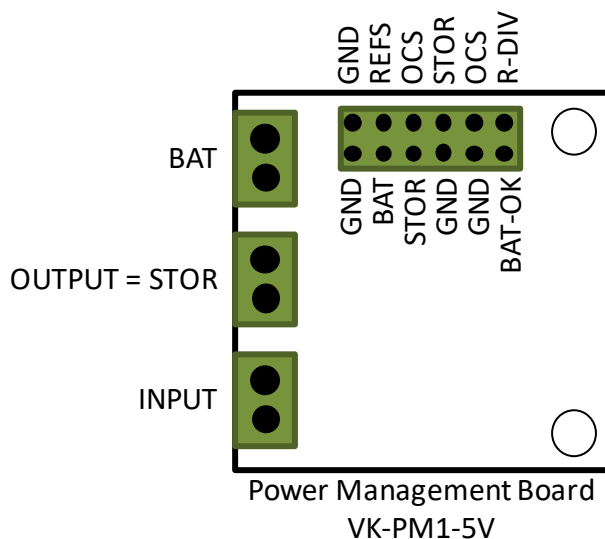 GND
REFS
OCS
STOR
OCS
R-DIV
BAT
GND
BAT
STOR
GND
GND
BAT-OK
OUTPUT = STOR
INPUT
Power Management Board
VK-PM1-5V